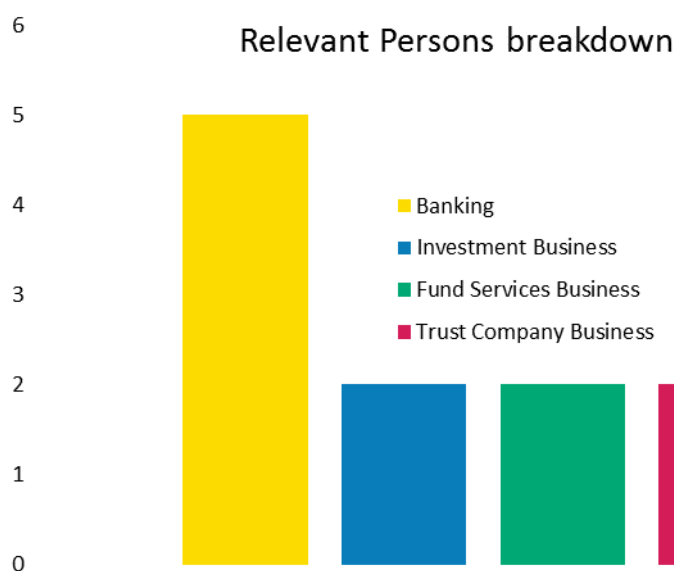 6
Relevant Persons breakdown
5
4
Banking
Investment Business
3
Fund Services Business
Trust Company Business
2
1
0